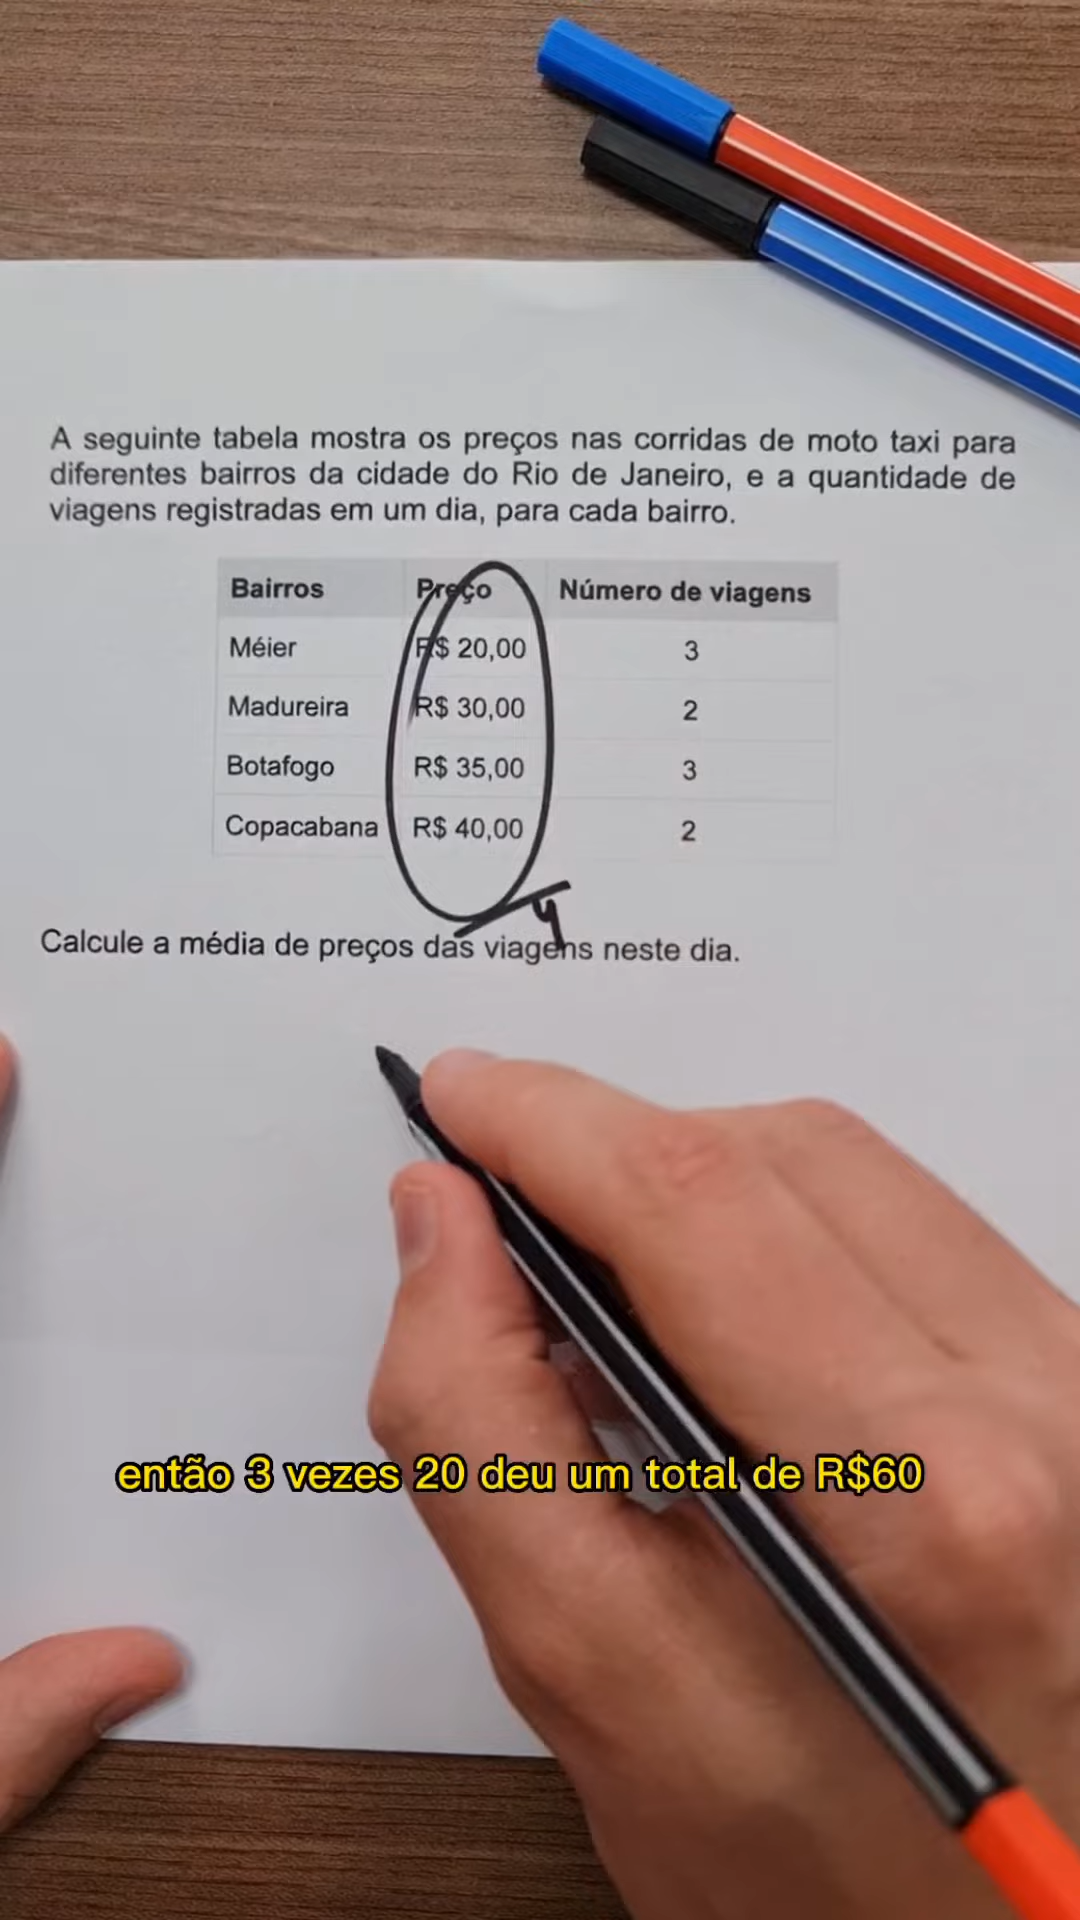 A seguinte tabela mostra os preços nas corridas de moto taxi para
diferentes bairros da cidade do Rio de Janeiro, e a quantidade de
viagens registradas em um dia, para cada bairro.
Bairros Preço Número de viagens
Méier R$ 20,00 3
Madureira R$ 30,00 2
Botafogo R$ 35,00 3
Copacabana R$ 40,00 2
4
Calcule a média de preços das viagens neste dia.
então 3 vezes 20 deu um total de R$60